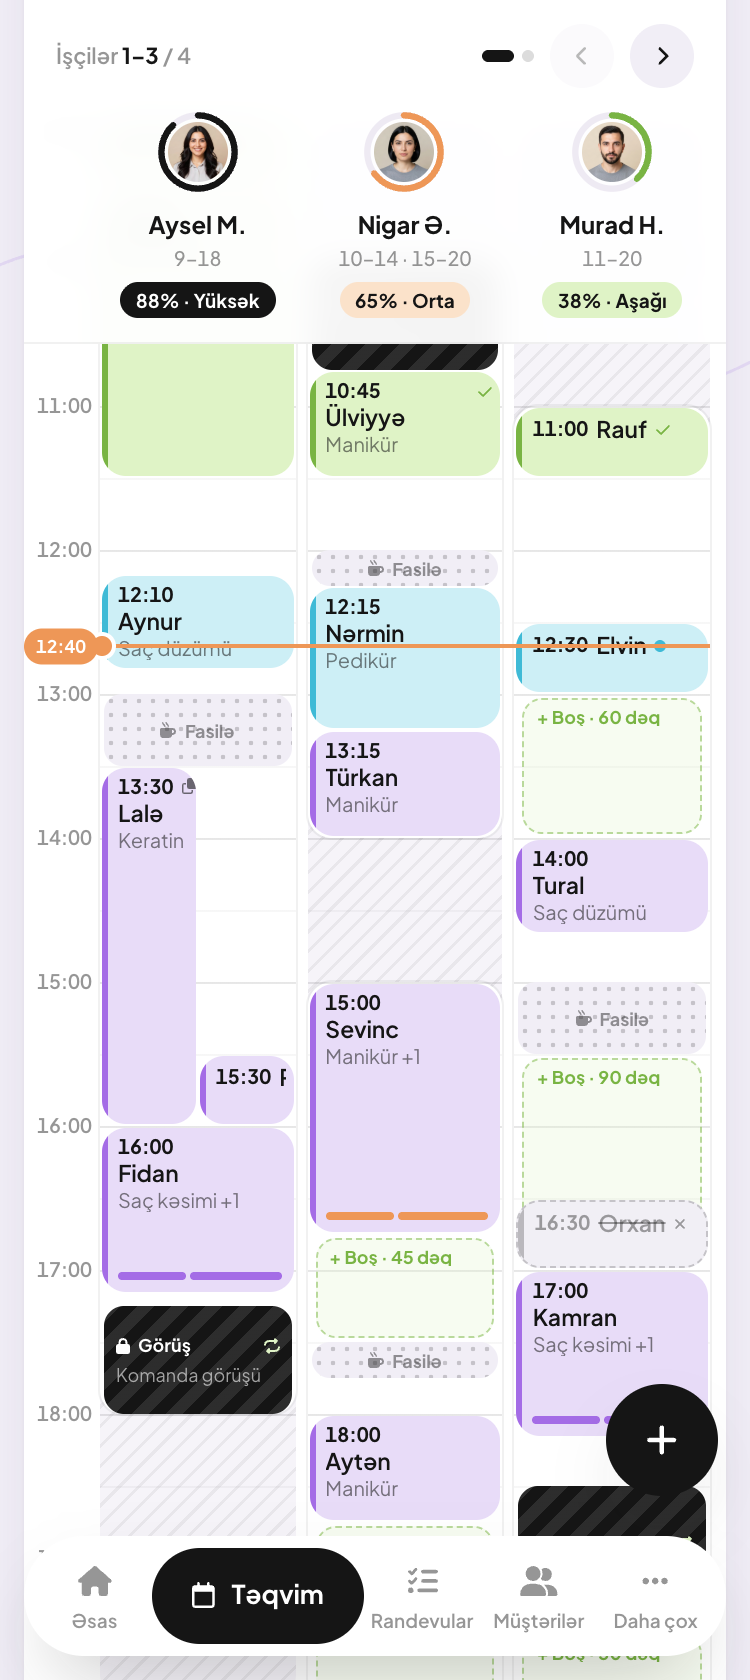 İşçilər 1–3 / 4
Aysel M.
9–18
88% · Yüksək
Nigar Ə.
10–14 · 15–20
65% · Orta
Murad H.
11–20
38% · Aşağı
11:00
12:00
12:40
13:00
14:00
15:00
16:00
17:00
18:00
12:10
Aynur
Saç düzümü
Fasilə
13:30
Lalə
Keratin
15:30
16:00
Fidan
Saç kəsimi +1
Görüş
Komanda görüşü
10:45
Ülviyyə
Manikür
Fasilə
12:15
Nərmin
Pedikür
13:15
Türkan
Manikür
15:00
Sevinc
Manikür +1
+ Boş · 45 dəq
Fasilə
18:00
Aytən
Manikür
11:00 Rauf
12:30 Elvin
+ Boş · 60 dəq
14:00
Tural
Saç düzümü
Fasilə
+ Boş · 90 dəq
16:30 Orxan
17:00
Kamran
Saç kəsimi +1
Əsas
Təqvim
Randevular
Müştərilər
Daha çox